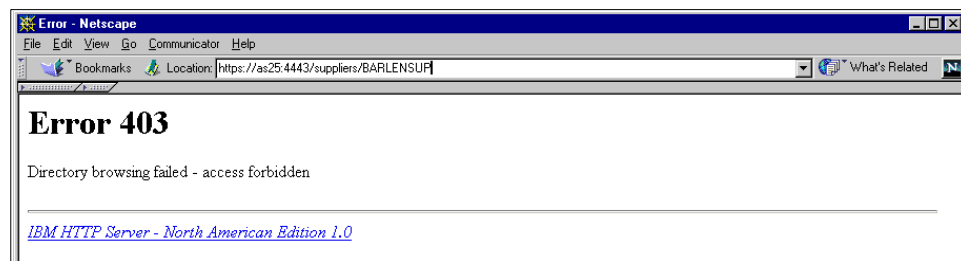 Error - Netscape
File Edit View Go Communicator Help
Bookmarks Location: https://as25:4443/suppliers/BARLENSUP What's Related N
Error 403
Directory browsing failed - access forbidden
IBM HTTP Server - North American Edition 1.0